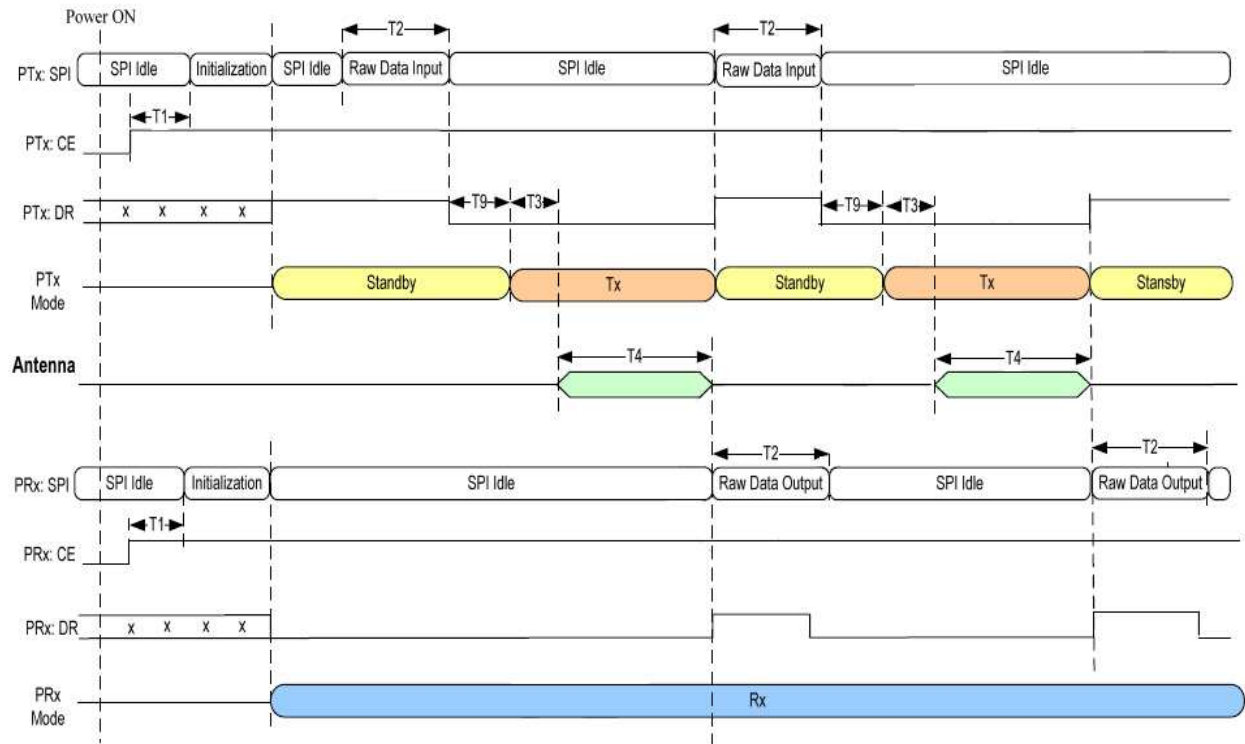 Power ON
T2 T2
PTx: SPI SPI Idle Initialization SPI Idle Raw Data Input SPI Idle Raw Data Input SPI Idle
T1
PTx: CE
PTx: DR x x x x T9 T3 T9 T3
PTx Mode Standby Tx Standby Tx Stansby
T4 T4
Antenna
T2 T2
PRx: SPI SPI Idle Initialization SPI Idle Raw Data Output SPI Idle Raw Data Output
T1
PRx: CE
PRx: DR x x x x
PRx Mode Rx